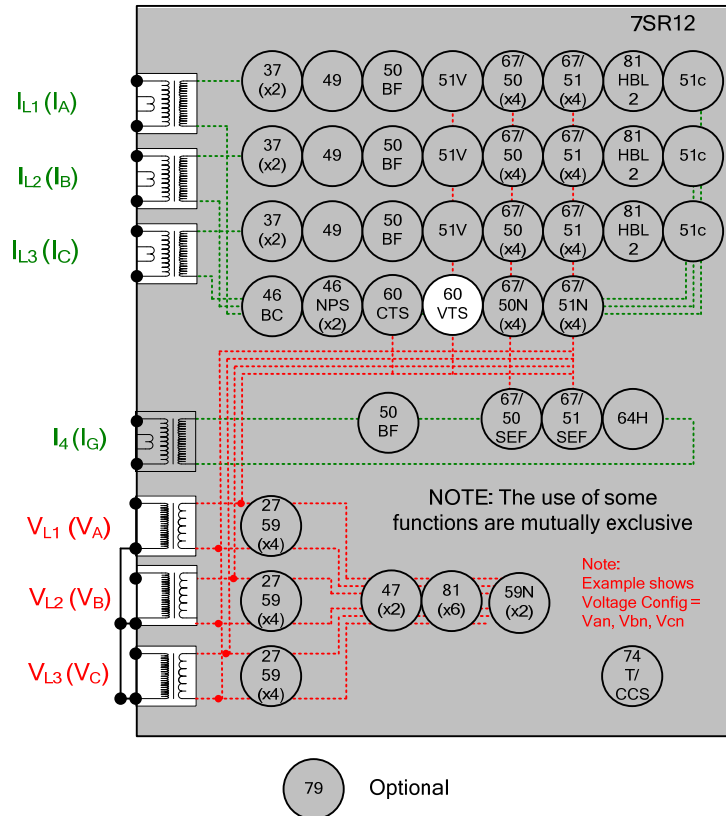 7SR12
IL1 (IA)
37
(x2)
49
50
BF
51V
67/
50
(x4)
67/
51
(x4)
81
HBL
2
51c
IL2 (IB)
37
(x2)
49
50
BF
51V
67/
50
(x4)
67/
51
(x4)
81
HBL
2
51c
IL3 (IC)
37
(x2)
49
50
BF
51V
67/
50
(x4)
67/
51
(x4)
81
HBL
2
51c
46
BC
46
NPS
(x2)
60
CTS
60
VTS
67/
50N
(x4)
67/
51N
(x4)
I4 (IG)
50
BF
67/
50
SEF
67/
51
SEF
64H
NOTE: The use of some
functions are mutually exclusive
VL1 (VA)
27
59
(x4)
VL2 (VB)
27
59
(x4)
47
(x2)
81
(x6)
59N
(x2)
Note:
Example shows
Voltage Config=
Van, Vbn, Vcn
VL3 (VC)
27
59
(x4)
74
T/
CCS
79
Optional